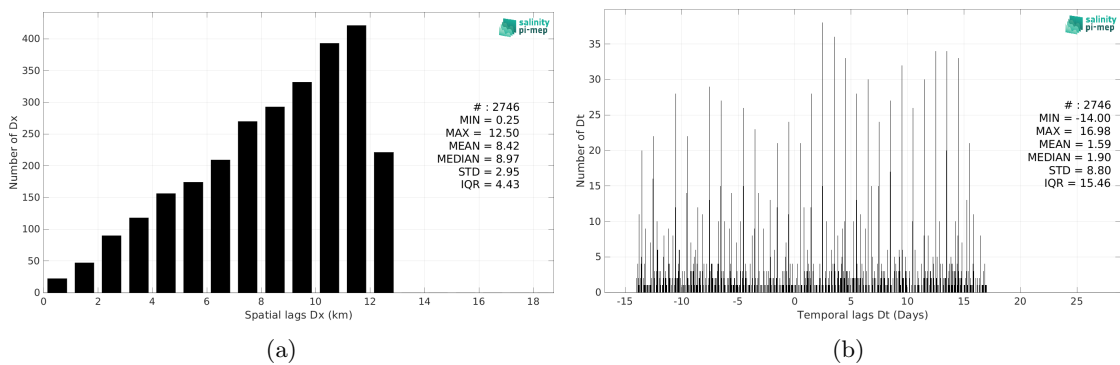 salinity
pi-mep
400
350
300
250
200
150
100
50
0
Number of Dx
# : 2746
MIN = 0.25
MAX = 12.50
MEAN = 8.42
MEDIAN = 8.97
STD = 2.95
IQR = 4.43
0 2 4 6 8 10 12 14 16 18
Spatial lags Dx (km)
(a)
salinity
pi-mep
35
30
25
20
15
10
5
0
Number of Dt
# : 2746
MIN = -14.00
MAX = 16.98
MEAN = 1.59
MEDIAN = 1.90
STD = 8.80
IQR = 15.46
-15 -10 -5 0 5 10 15 20 25
Temporal lags Dt (Days)
(b)